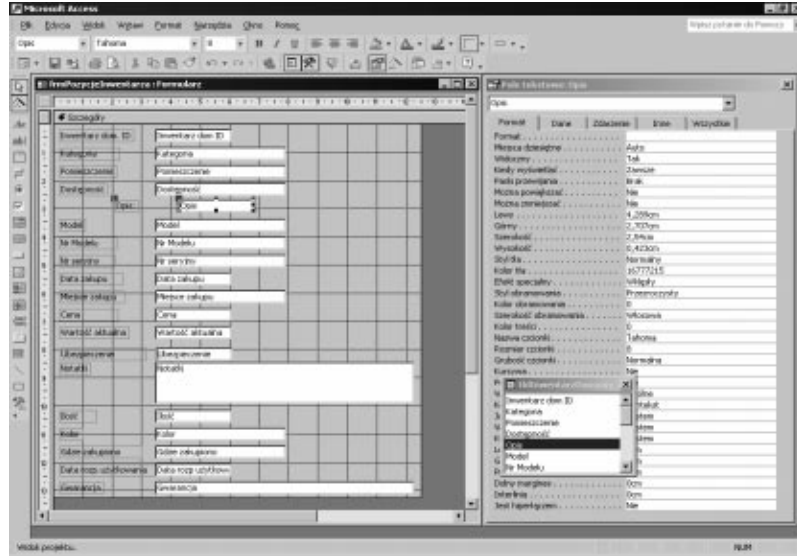 Microsoft Access
Plik Edycja Widok Wstaw Format Narzędzia Okno Pomoc
Wpisz pytanie do Pomocy
Opis Tahoma 8
frmPozycjeInwentarza : Formularz
Szczegóły
Inwentarz dom. ID Inwentarz dom ID
Kategoria Kategoria
Pomieszczenie Pomieszczenie
Dostępność Dostępność
Opis: Opis
Model Model
Nr Modelu Nr Modelu
Nr seryjny Nr seryjny
Data zakupu Data zakupu
Miejsce zakupu Miejsce zakupu
Cena Cena
Wartość aktualna Wartość aktualna
Ubezpieczenie Ubezpieczenie
Notatki Notatki
Ilość Ilość
Kolor Kolor
Gdzie zakupiono Gdzie zakupiono
Data rozp użytkowania Data rozp użytkow
Gwarancja Gwarancja
Pole tekstowe: Opis
Opis
Format Dane Zdarzenie Inne Wszystkie
Format
Miejsca dziesiętne Auto
Widoczny Tak
Kiedy wyświetlać Zawsze
Paski przewijania Brak
Można powiększać Nie
Można zmniejszać Nie
Lewy 4,289cm
Górny 2,707cm
Szerokość 2,54cm
Wysokość 0,423cm
Styl tła Normalny
Kolor tła 16777215
Efekt specjalny Wklęsły
Styl obramowania Przezroczysty
Kolor obramowania 0
Szerokość obramowania Włosowa
Kolor treści 0
Nazwa czcionki Tahoma
Rozmiar czcionki 8
Grubość czcionki Normalna
Kursywa Nie
Inwentarz dom ID
Kategoria
Pomieszczenie
Dostępność
Opis
Model
Nr Modelu
Dolny margines 0cm
Interlinia 0cm
Jest hiperłączem Nie
Widok projektu.
NUM